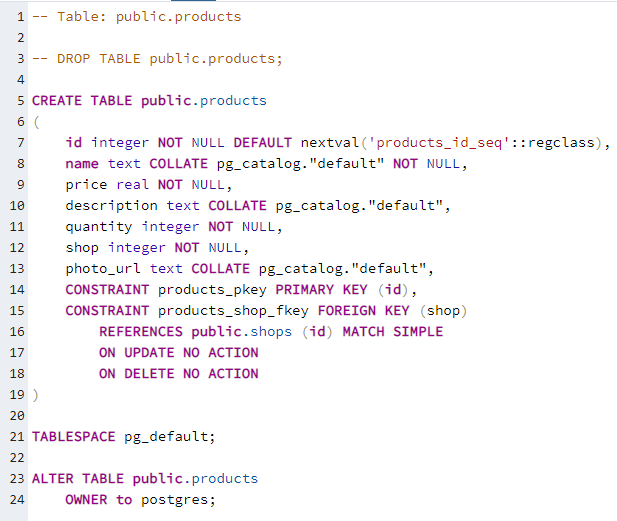 1 -- Table: public.products
2
3 -- DROP TABLE public.products;
4
5 CREATE TABLE public.products
6 (
7     id integer NOT NULL DEFAULT nextval('products_id_seq'::regclass),
8     name text COLLATE pg_catalog."default" NOT NULL,
9     price real NOT NULL,
10     description text COLLATE pg_catalog."default",
11     quantity integer NOT NULL,
12     shop integer NOT NULL,
13     photo_url text COLLATE pg_catalog."default",
14     CONSTRAINT products_pkey PRIMARY KEY (id),
15     CONSTRAINT products_shop_fkey FOREIGN KEY (shop)
16         REFERENCES public.shops (id) MATCH SIMPLE
17         ON UPDATE NO ACTION
18         ON DELETE NO ACTION
19 )
20
21 TABLESPACE pg_default;
22
23 ALTER TABLE public.products
24     OWNER to postgres;